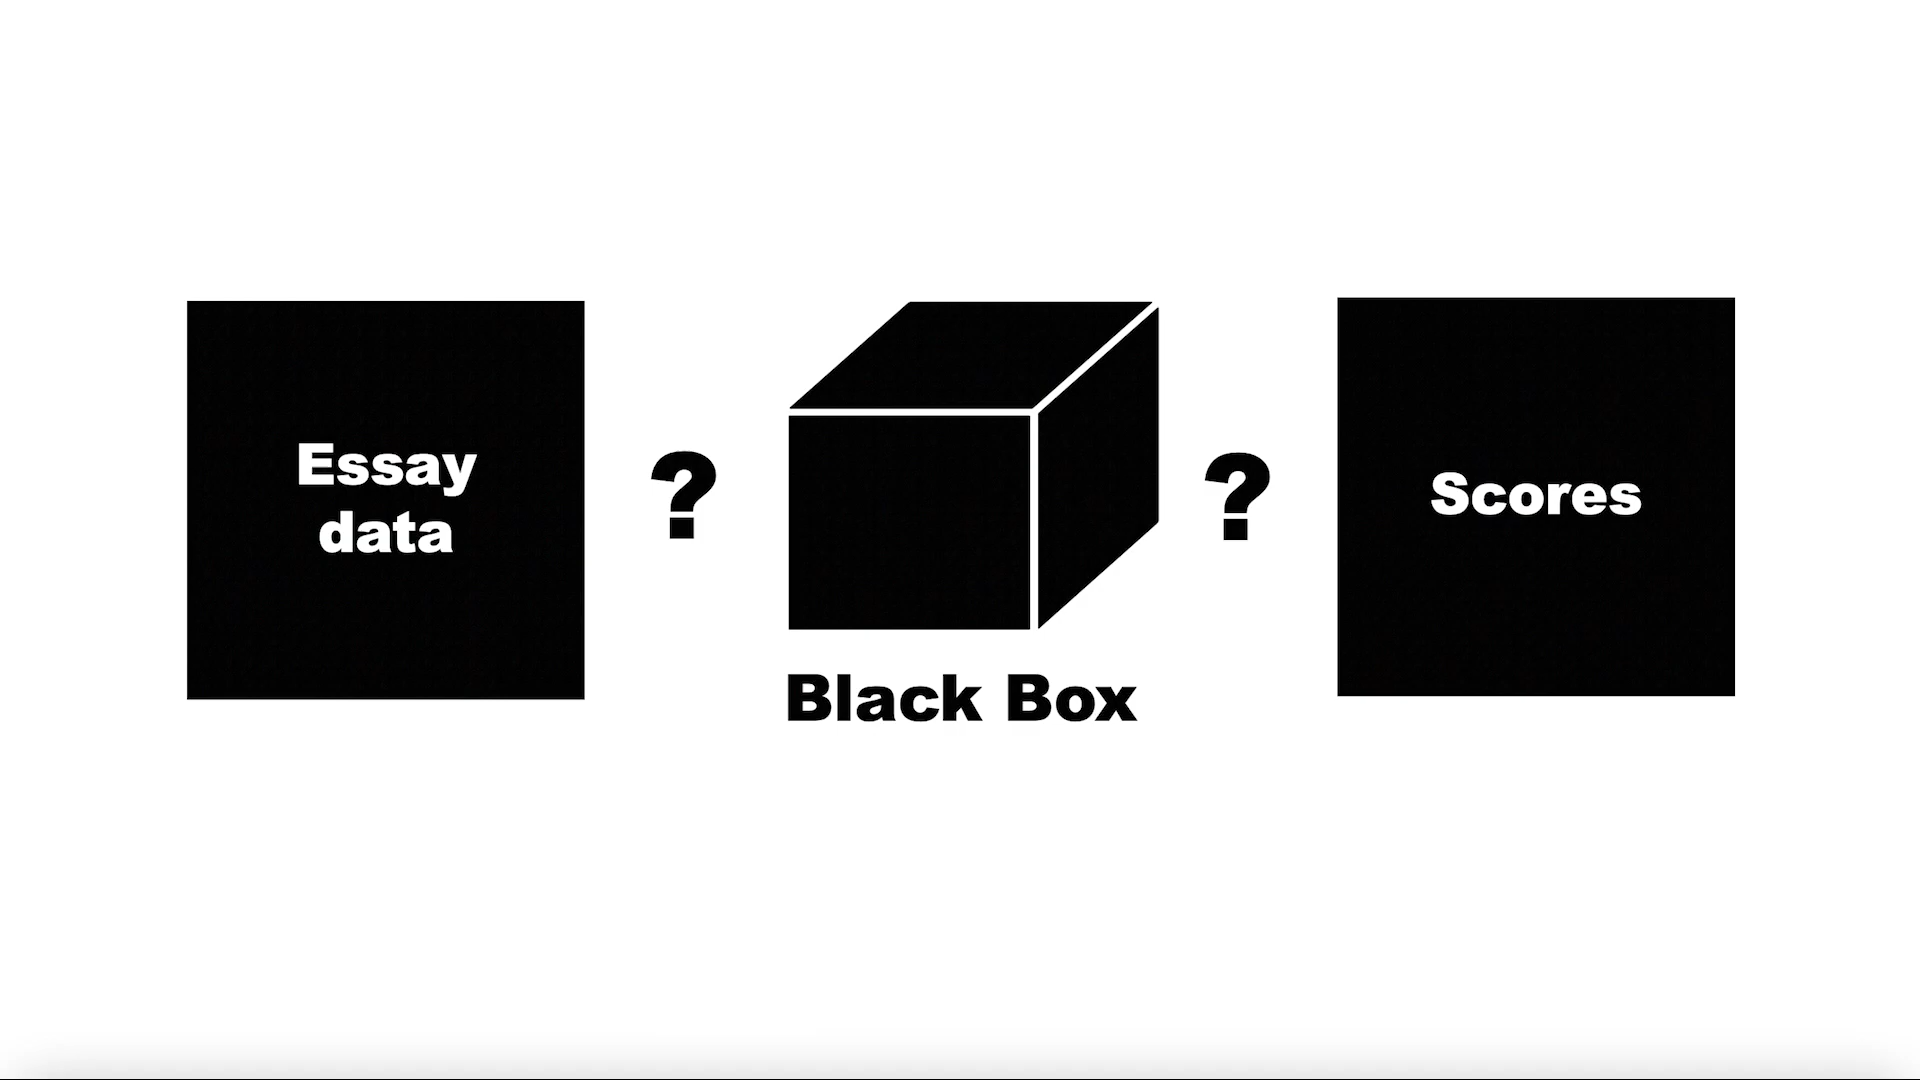 Essay
data
?
Black Box
?
Scores